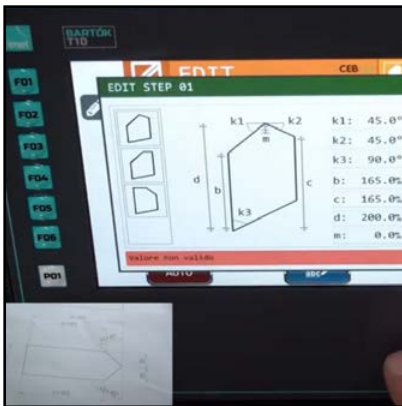 BARTÓK
T10
F01
F02
F03
F04
F05
F06
P01
EDIT
CEB
EDIT STEP 01
k1
k2
m
d
b
c
k3
k1: 45.0°
k2: 45.0°
k3: 90.0°
b: 165.0%
c: 165.0%
d: 200.0%
m: 0.0%
Valore non valido
AUTO